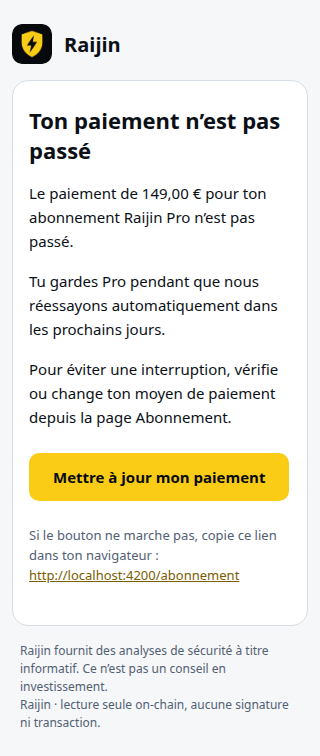 Raijin
Ton paiement n’est pas
passé
Le paiement de 149,00 € pour ton
abonnement Raijin Pro n’est pas
passé.
Tu gardes Pro pendant que nous
réessayons automatiquement dans
les prochains jours.
Pour éviter une interruption, vérifie
ou change ton moyen de paiement
depuis la page Abonnement.
Mettre à jour mon paiement
Si le bouton ne marche pas, copie ce lien
dans ton navigateur :
http://localhost:4200/abonnement
Raijin fournit des analyses de sécurité à titre
informatif. Ce n’est pas un conseil en
investissement.
Raijin · lecture seule on-chain, aucune signature
ni transaction.